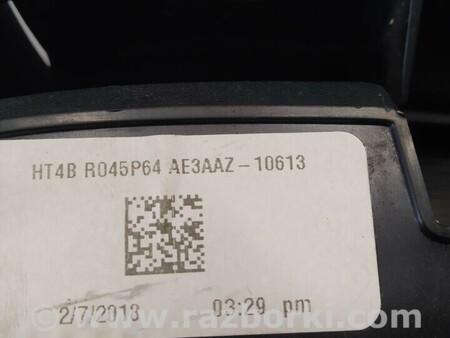 HT4B R045P64 AE3AAZ-10613
2/7/2018 03:29 pm
www.razborki.com